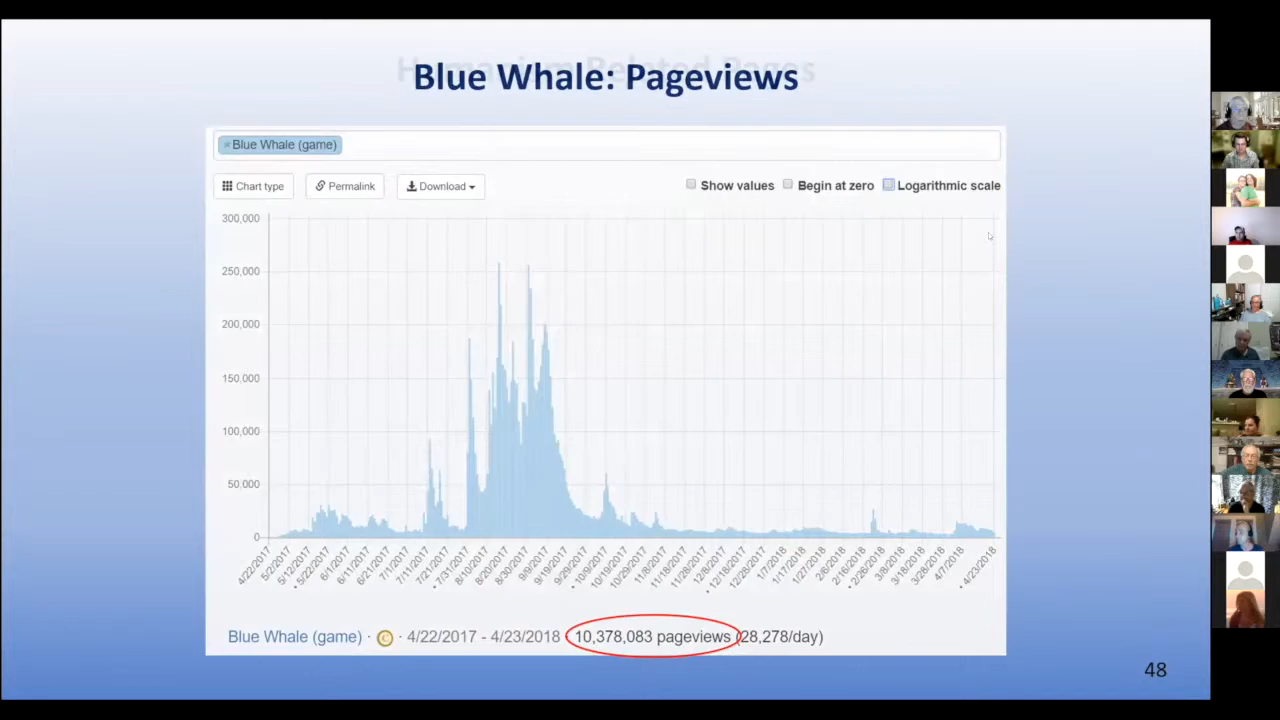 Humanism Related Pages
Blue Whale: Pageviews
×Blue Whale (game)
Chart type Permalink Download Show values Begin at zero Logarithmic scale
300,000
250,000
200,000
150,000
100,000
50,000
0
4/22/2017 5/2/2017 5/12/2017 5/22/2017 6/1/2017 6/11/2017 6/21/2017 7/1/2017 7/11/2017 7/21/2017 7/31/2017 8/10/2017 8/20/2017 8/30/2017 9/9/2017 9/19/2017 9/29/2017 10/9/2017 10/19/2017 10/29/2017 11/8/2017 11/18/2017 11/28/2017 12/8/2017 12/18/2017 12/28/2017 1/7/2018 1/17/2018 1/27/2018 2/6/2018 2/16/2018 2/26/2018 3/8/2018 3/18/2018 3/28/2018 4/7/2018 4/23/2018
Blue Whale (game) · C · 4/22/2017 - 4/23/2018 · 10,378,083 pageviews (28,278/day)
48